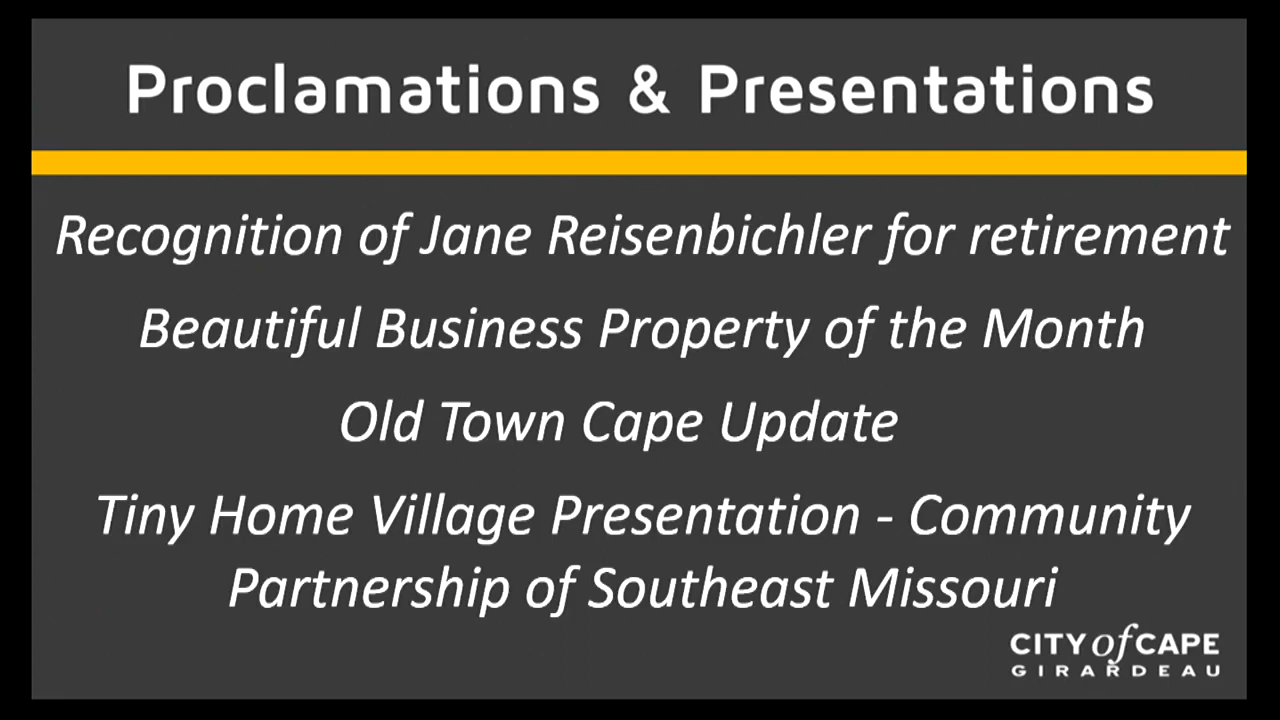 Proclamations & Presentations
Recognition of Jane Reisenbichler for retirement
Beautiful Business Property of the Month
Old Town Cape Update
Tiny Home Village Presentation - Community
Partnership of Southeast Missouri
CITY of CAPE
GIRARDEAU